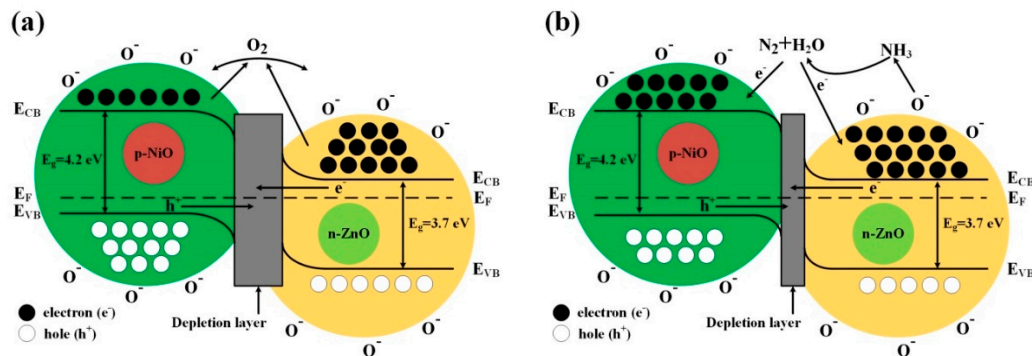 (a)
O₂
O⁻
O⁻
O⁻
O⁻
O⁻
O⁻
E_CB
E_g=4.2 eV
p-NiO
E_CB
E_F
e⁻
E_F
E_VB
h⁺
E_g=3.7 eV
n-ZnO
E_VB
O⁻
O⁻
O⁻
O⁻
electron (e⁻)
hole (h⁺)
Depletion layer
O⁻
O⁻
O⁻
(b)
N₂+H₂O
NH₃
O⁻
O⁻
O⁻
e⁻
e⁻
O⁻
O⁻
O⁻
E_CB
E_g=4.2 eV
p-NiO
E_CB
E_F
e⁻
E_F
E_VB
h⁺
E_g=3.7 eV
n-ZnO
E_VB
O⁻
O⁻
O⁻
electron (e⁻)
hole (h⁺)
Depletion layer
O⁻
O⁻
O⁻